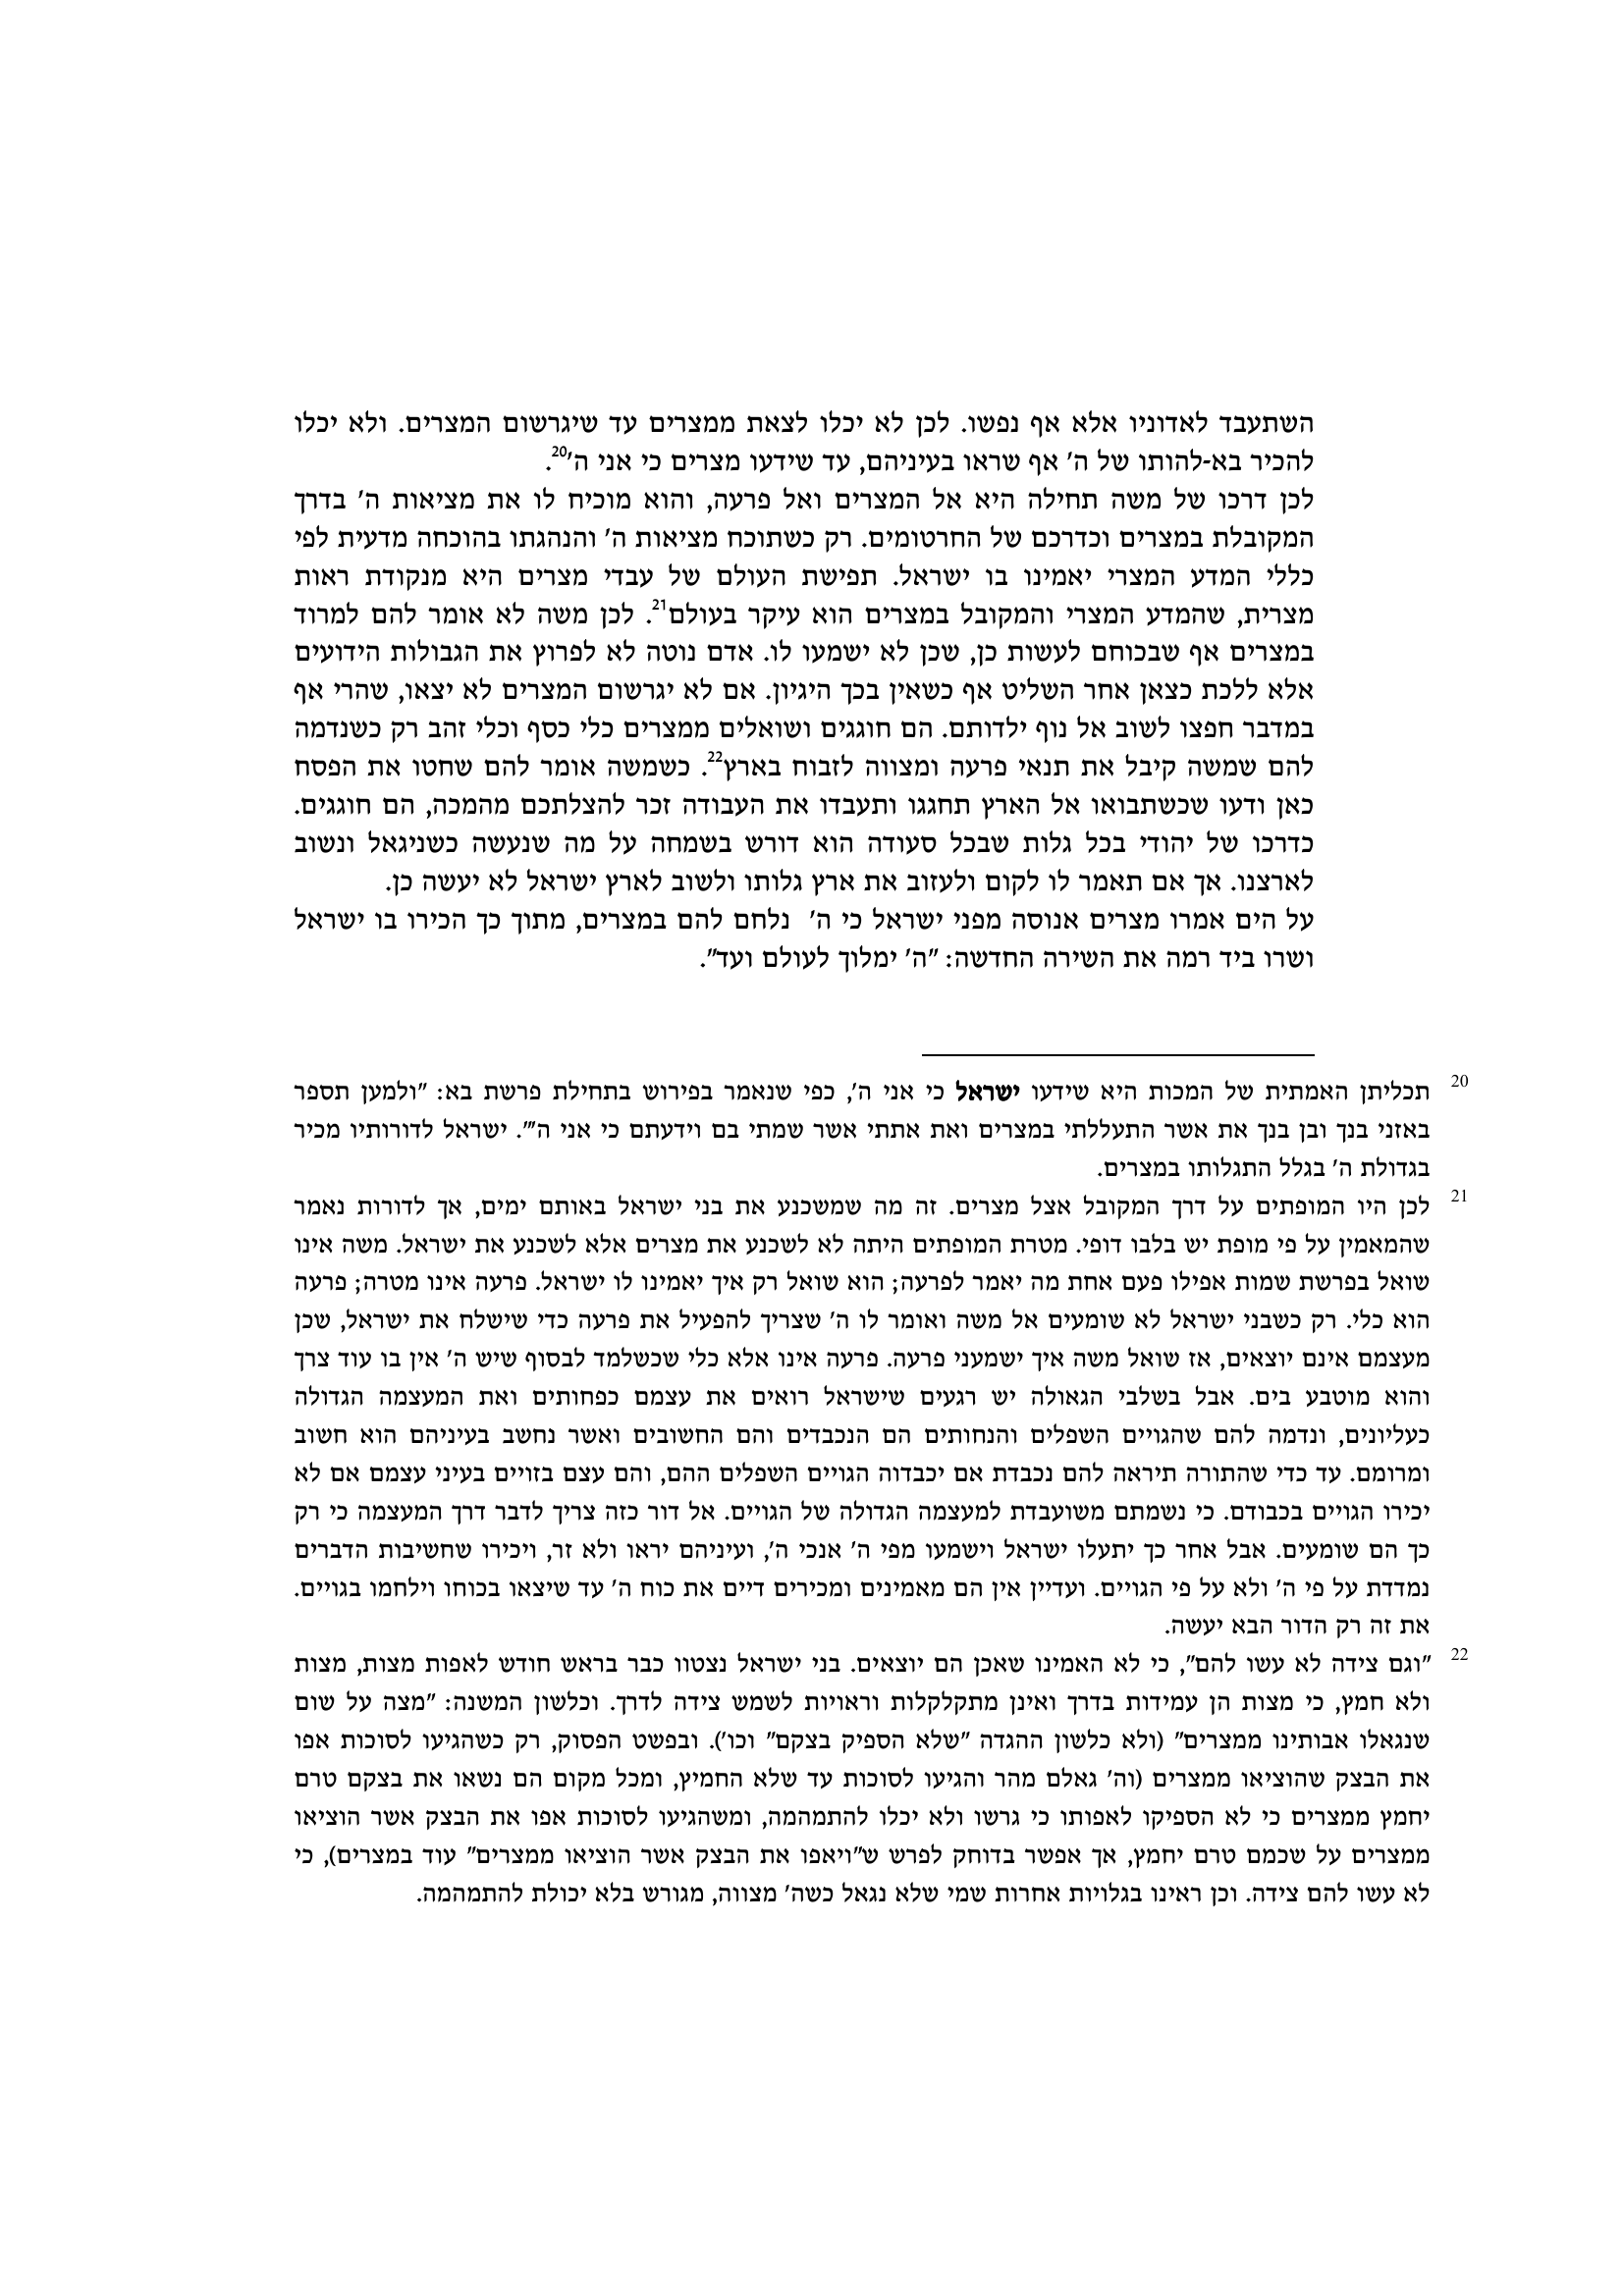 השתעבד לאדוניו אלא אף נפשו. לכן לא יכלו לצאת ממצרים עד שיגרשום המצרים. ולא יכלו
להכיר בא-להותו של ה' אף שראו בעיניהם, עד שידעו מצרים כי אני ה'20.
לכן דרכו של משה תחילה היא אל המצרים ואל פרעה, והוא מוכיח לו את מציאות ה' בדרך
המקובלת במצרים וכדרכם של החרטומים. רק כשתוכח מציאות ה' והנהגתו בהוכחה מדעית לפי
כללי המדע המצרי יאמינו בו ישראל. תפישת העולם של עבדי מצרים היא מנקודת ראות
מצרית, שהמדע המצרי והמקובל במצרים הוא עיקר בעולם21. לכן משה לא אומר להם למרוד
במצרים אף שבכוחם לעשות כן, שכן לא ישמעו לו. אדם נוטה לא לפרוץ את הגבולות הידועים
אלא ללכת כצאן אחר השליט אף כשאין בכך היגיון. אם לא יגרשום המצרים לא יצאו, שהרי אף
במדבר חפצו לשוב אל נוף ילדותם. הם חוגגים ושואלים ממצרים כלי כסף וכלי זהב רק כשנדמה
להם שמשה קיבל את תנאי פרעה ומצווה לזבוח בארץ22. כשמשה אומר להם שחטו את הפסח
כאן ודעו שכשתבואו אל הארץ תחגגו ותעבדו את העבודה זכר להצלתכם מהמכה, הם חוגגים.
כדרכו של יהודי בכל גלות שבכל סעודה הוא דורש בשמחה על מה שנעשה כשניגאל ונשוב
לארצנו. אך אם תאמר לו לקום ולעזוב את ארץ גלותו ולשוב לארץ ישראל לא יעשה כן.
על הים אמרו מצרים אנוסה מפני ישראל כי ה' נלחם להם במצרים, מתוך כך הכירו בו ישראל
ושרו ביד רמה את השירה החדשה: "ה' ימלוך לעולם ועד".
20 תכליתן האמתית של המכות היא שידעו ישראל כי אני ה', כפי שנאמר בפירוש בתחילת פרשת בא: "ולמען תספר
באזני בנך ובן בנך את אשר התעללתי במצרים ואת אתתי אשר שמתי בם וידעתם כי אני ה'". ישראל לדורותיו מכיר
בגדולת ה' בגלל התגלותו במצרים.
21 לכן היו המופתים על דרך המקובל אצל מצרים. זה מה שמשכנע את בני ישראל באותם ימים, אך לדורות נאמר
שהמאמין על פי מופת יש בלבו דופי. מטרת המופתים היתה לא לשכנע את מצרים אלא לשכנע את ישראל. משה אינו
שואל בפרשת שמות אפילו פעם אחת מה יאמר לפרעה; הוא שואל רק איך יאמינו לו ישראל. פרעה אינו מטרה; פרעה
הוא כלי. רק כשבני ישראל לא שומעים אל משה ואומר לו ה' שצריך להפעיל את פרעה כדי שישלח את ישראל, שכן
מעצמם אינם יוצאים, אז שואל משה איך ישמעני פרעה. פרעה אינו אלא כלי שכשלמד לבסוף שיש ה' אין בו עוד צרך
והוא מוטבע בים. אבל בשלבי הגאולה יש רגעים שישראל רואים את עצמם כפחותים ואת המעצמה הגדולה
כעליונים, ונדמה להם שהגויים השפלים והנחותים הם הנכבדים והם החשובים ואשר נחשב בעיניהם הוא חשוב
ומרומם. עד כדי שהתורה תיראה להם נכבדת אם יכבדוה הגויים השפלים ההם, והם עצם בזויים בעיני עצמם אם לא
יכירו הגויים בכבודם. כי נשמתם משועבדת למעצמה הגדולה של הגויים. אל דור כזה צריך לדבר דרך המעצמה כי רק
כך הם שומעים. אבל אחר כך יתעלו ישראל וישמעו מפי ה' אנכי ה', ועיניהם יראו ולא זר, ויכירו שחשיבות הדברים
נמדדת על פי ה' ולא על פי הגויים. ועדיין אין הם מאמינים ומכירים דיים את כוח ה' עד שיצאו בכוחו וילחמו בגויים.
את זה רק הדור הבא יעשה.
22 "וגם צידה לא עשו להם", כי לא האמינו שאכן הם יוצאים. בני ישראל נצטוו כבר בראש חודש לאפות מצות, מצות
ולא חמץ, כי מצות הן עמידות בדרך ואינן מתקלקלות וראויות לשמש צידה לדרך. וכלשון המשנה: "מצה על שום
שנגאלו אבותינו ממצרים" (ולא כלשון ההגדה "שלא הספיק בצקם" וכו'). ובפשט הפסוק, רק כשהגיעו לסוכות אפו
את הבצק שהוציאו ממצרים (וה' גאלם מהר והגיעו לסוכות עד שלא החמיץ, ומכל מקום הם נשאו את בצקם טרם
יחמץ ממצרים כי לא הספיקו לאפותו כי גרשו ולא יכלו להתמהמה, ומשהגיעו לסוכות אפו את הבצק אשר הוציאו
ממצרים על שכמם טרם יחמץ, אך אפשר בדוחק לפרש ש"ויאפו את הבצק אשר הוציאו ממצרים" עוד במצרים), כי
לא עשו להם צידה. וכן ראינו בגלויות אחרות שמי שלא נגאל כשה' מצווה, מגורש בלא יכולת להתמהמה.